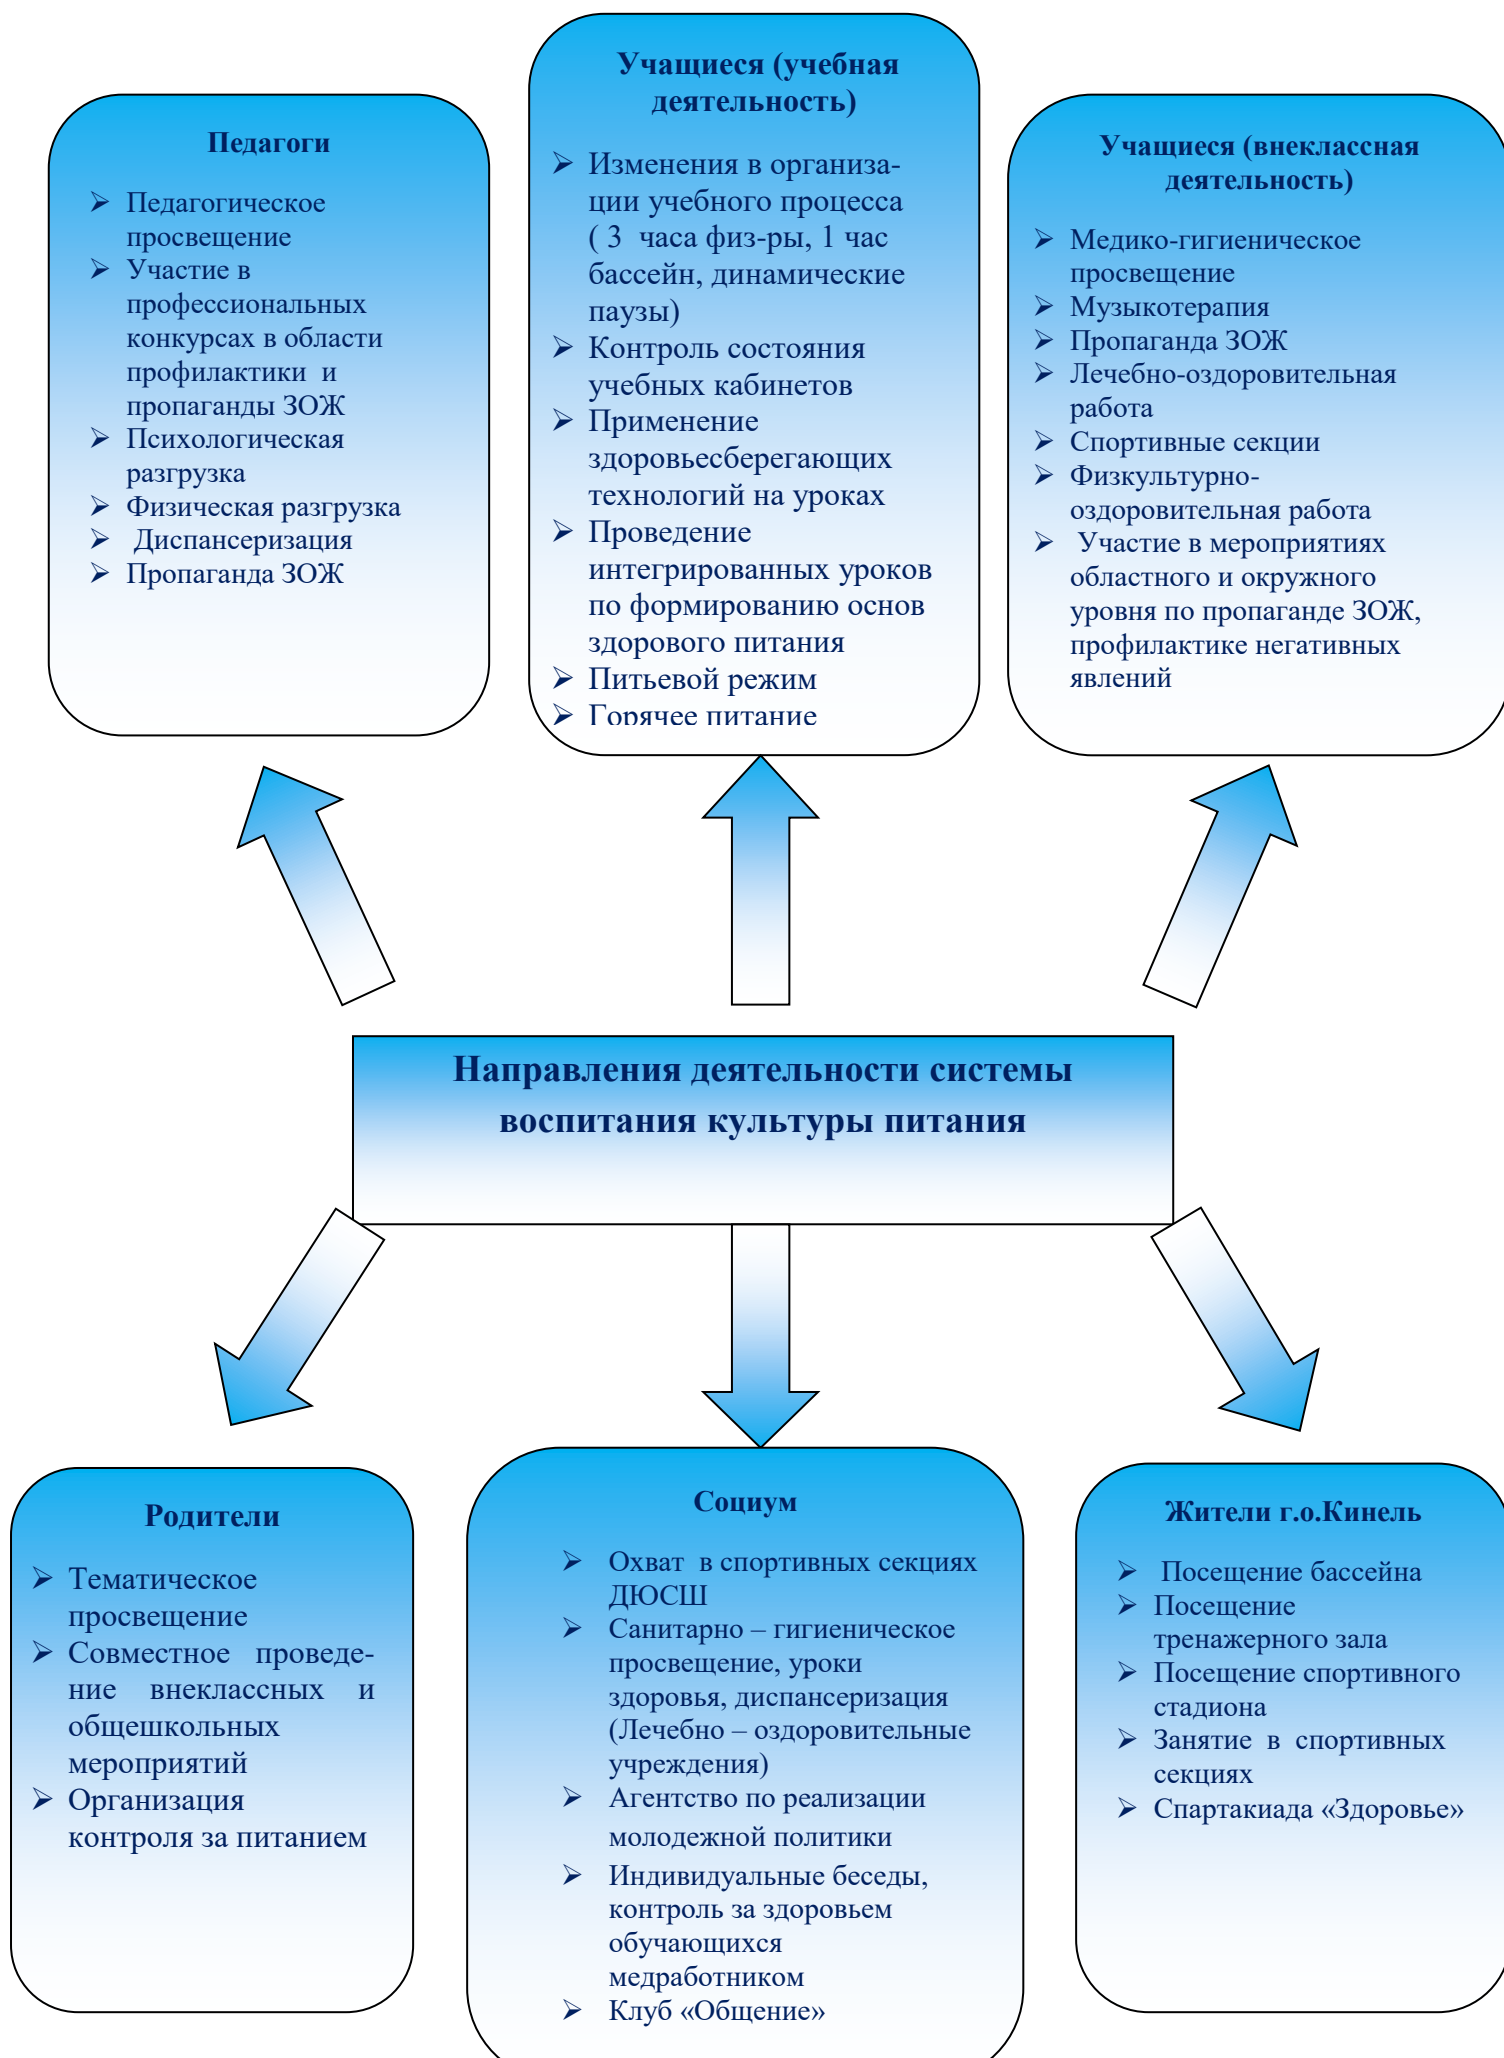 Педагоги
Педагогическое
просвещение
Участие в
профессиональных
конкурсах в области
профилактики и
пропаганды ЗОЖ
Психологическая
разгрузка
Физическая разгрузка
Диспансеризация
Пропаганда ЗОЖ
Учащиеся (учебная
деятельность)
Изменения в организа-
ции учебного процесса
( 3 часа физ-ры, 1 час
бассейн, динамические
паузы)
Контроль состояния
учебных кабинетов
Применение
здоровьесберегающих
технологий на уроках
Проведение
интегрированных уроков
по формированию основ
здорового питания
Питьевой режим
Горячее питание
Учащиеся (внеклассная
деятельность)
Медико-гигиеническое
просвещение
Музыкотерапия
Пропаганда ЗОЖ
Лечебно-оздоровительная
работа
Спортивные секции
Физкультурно-
оздоровительная работа
Участие в мероприятиях
областного и окружного
уровня по пропаганде ЗОЖ,
профилактике негативных
явлений
Направления деятельности системы
воспитания культуры питания
Родители
Тематическое
просвещение
Совместное проведе-
ние внеклассных и
общешкольных
мероприятий
Организация
контроля за питанием
Социум
Охват в спортивных секциях
ДЮСШ
Санитарно – гигиеническое
просвещение, уроки
здоровья, диспансеризация
(Лечебно – оздоровительные
учреждения)
Агентство по реализации
молодежной политики
Индивидуальные беседы,
контроль за здоровьем
обучающихся
медработником
Клуб «Общение»
Жители г.о.Кинель
Посещение бассейна
Посещение
тренажерного зала
Посещение спортивного
стадиона
Занятие в спортивных
секциях
Спартакиада «Здоровье»